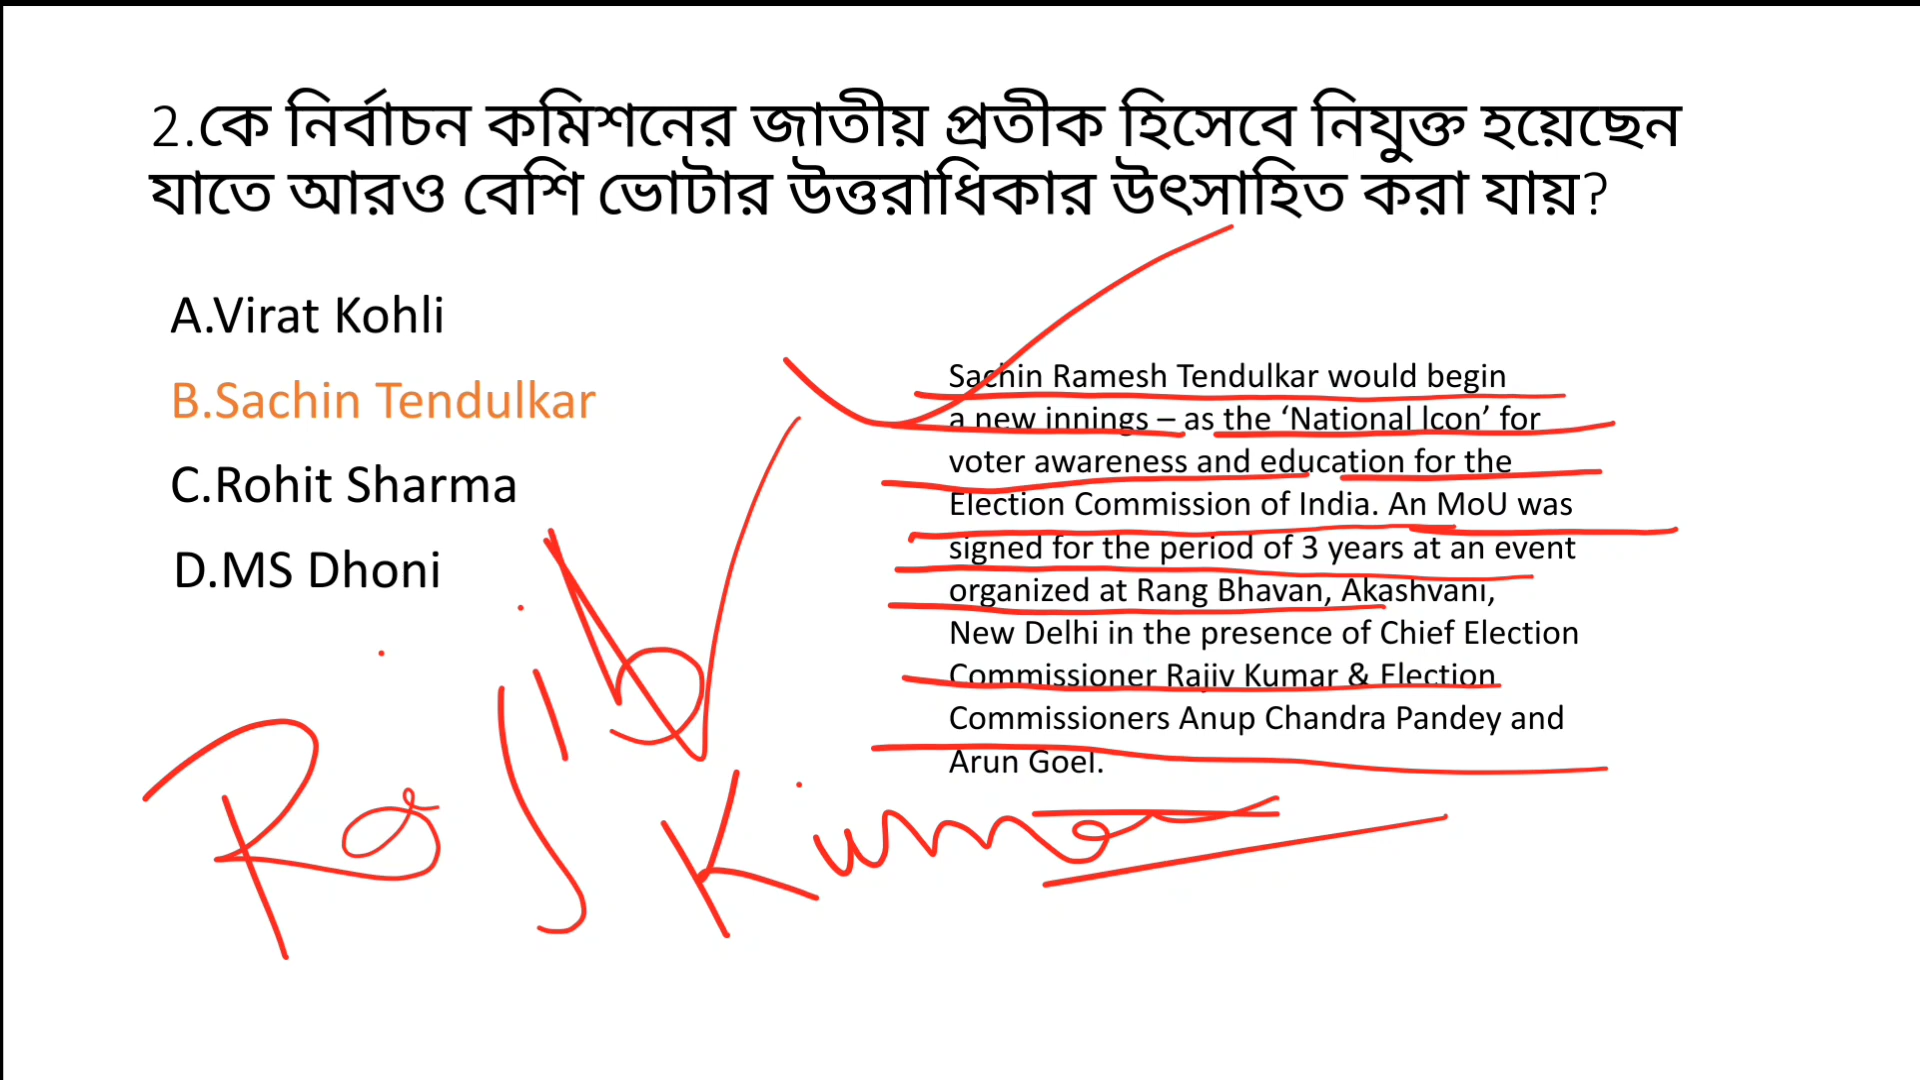 2.কে নির্বাচন কমিশনের জাতীয় প্রতীক হিসেবে নিযুক্ত হয়েছেন
যাতে আরও বেশি ভোটার উত্তরাধিকার উৎসাহিত করা যায়?
A.Virat Kohli
B.Sachin Tendulkar
C.Rohit Sharma
D.MS Dhoni
Sachin Ramesh Tendulkar would begin
a new innings – as the ‘National Icon’ for
voter awareness and education for the
Election Commission of India. An MoU was
signed for the period of 3 years at an event
organized at Rang Bhavan, Akashvani,
New Delhi in the presence of Chief Election
Commissioner Rajiv Kumar & Election
Commissioners Anup Chandra Pandey and
Arun Goel.
Rajiv
Kumar